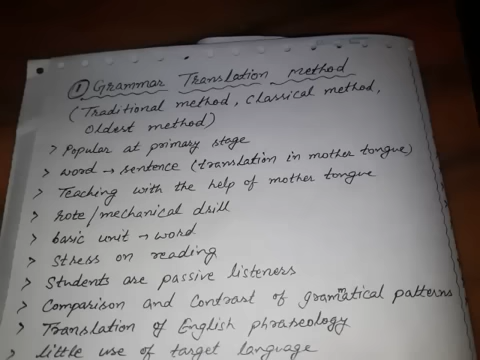 ① Grammar Translation Method
(Traditional method, Classical method,
Oldest method)
> Popular at primary stage
> word → sentence (translation in mother tongue)
> Teaching with the help of mother tongue
> Rote/mechanical drill
> basic unit → word
> Stress on reading
> Students are passive listeners
> Comparison and Contrast of grammatical patterns
> Translation of English phraseology
> little use of target language